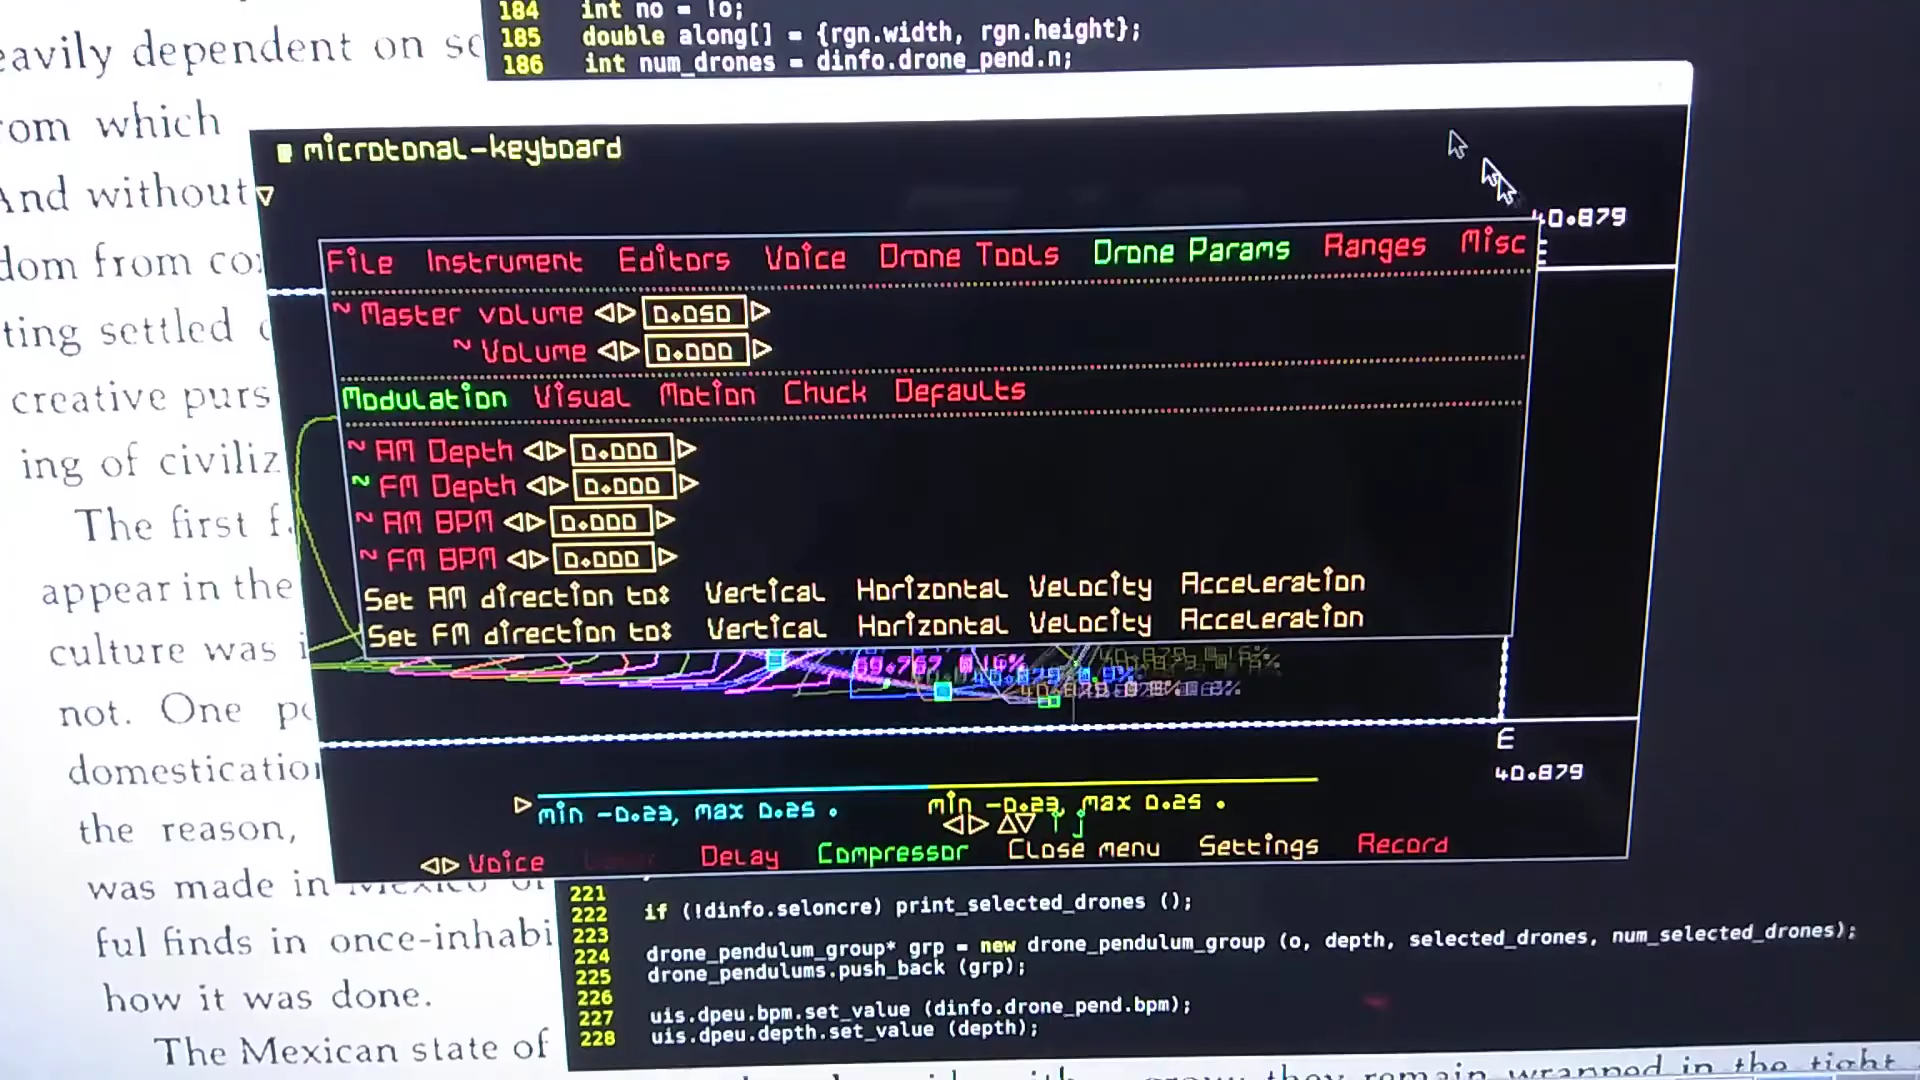 184 int no = !o;
185 double along[] = {rgn.width, rgn.height};
186 int num_drones = dinfo.drone_pend.n;
eavily dependent on
om which
And without
dom from
ting settled
creative purs
ing of civiliz
The first f
appear in the
culture was i
not. One
domestication
the reason,
was made in Mexico
ful finds in once-inhabi
how it was done.
The Mexican state of
microtonal-keyboard
40.879
E
File Instrument Editors Voice Drone Tools Drone Params Ranges Misc
~ Master volume 0.050
~ Volume 0.000
Modulation Visual Motion Chuck Defaults
~ AM Depth 0.000
~ FM Depth 0.000
~ AM BPM 0.000
~ FM BPM 0.000
Set AM direction to: Vertical Horizontal Velocity Acceleration
Set FM direction to: Vertical Horizontal Velocity Acceleration
E
40.879
min -0.23, max 0.25 . min -0.23, max 0.25 .
Voice Delay Compressor Close menu Settings Record
221
222 if (!dinfo.seloncre) print_selected_drones ();
223
224 drone_pendulum_group* grp = new drone_pendulum_group (o, depth, selected_drones, num_selected_drones);
225 drone_pendulums.push_back (grp);
226
227 uis.dpeu.bpm.set_value (dinfo.drone_pend.bpm);
228 uis.dpeu.depth.set_value (depth);
they remain wrapped in the tight